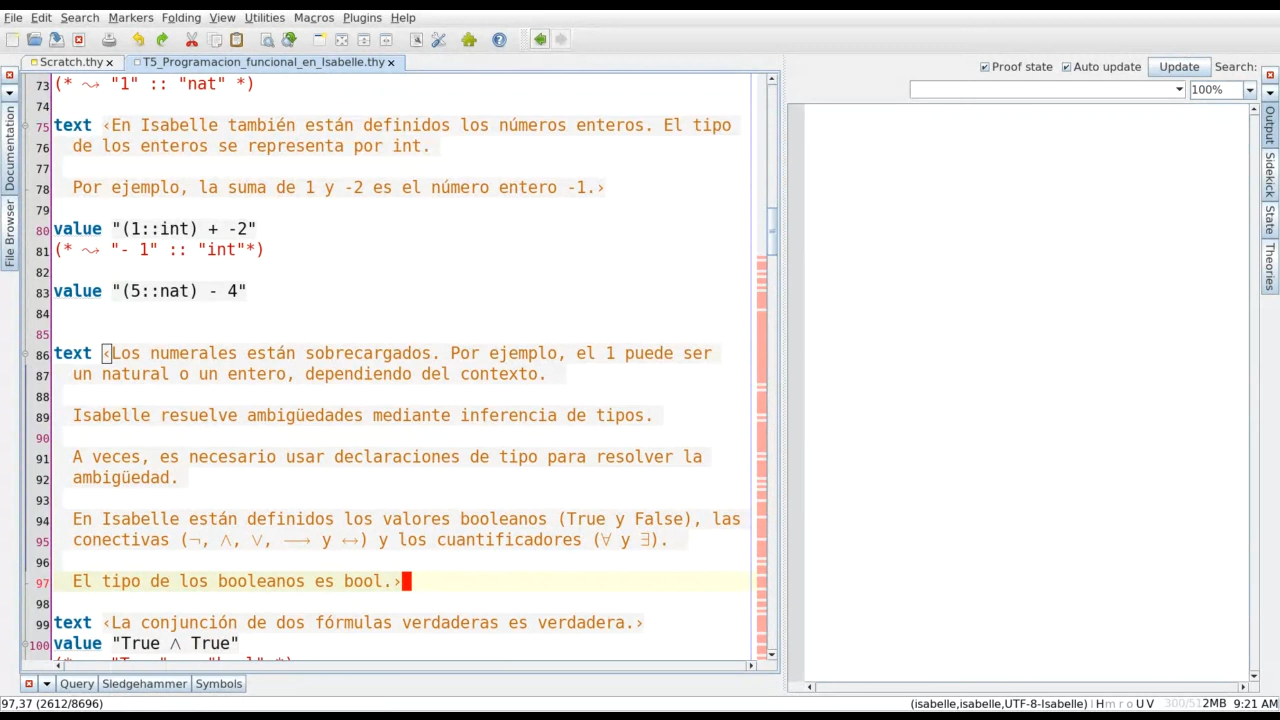 File Edit Search Markers Folding View Utilities Macros Plugins Help
Scratch.thy T5_Programacion_funcional_en_Isabelle.thy
Proof state Auto update Update Search:
100%
Documentation
File Browser
Output
Sidekick
State
Theories
73 (* ⤳ "1" :: "nat" *)
74
75 text ‹En Isabelle también están definidos los números enteros. El tipo
76 de los enteros se representa por int.
77
78 Por ejemplo, la suma de 1 y -2 es el número entero -1.›
79
80 value "(1::int) + -2"
81 (* ⤳ "- 1" :: "int"*)
82
83 value "(5::nat) - 4"
84
85
86 text ‹Los numerales están sobrecargados. Por ejemplo, el 1 puede ser
87 un natural o un entero, dependiendo del contexto.
88
89 Isabelle resuelve ambigüedades mediante inferencia de tipos.
90
91 A veces, es necesario usar declaraciones de tipo para resolver la
92 ambigüedad.
93
94 En Isabelle están definidos los valores booleanos (True y False), las
95 conectivas (¬, ∧, ∨, ⟶ y ↔) y los cuantificadores (∀ y ∃).
96
97 El tipo de los booleanos es bool.›
98
99 text ‹La conjunción de dos fórmulas verdaderas es verdadera.›
100 value "True ∧ True"
Query Sledgehammer Symbols
97,37 (2612/8696) (isabelle,isabelle,UTF-8-Isabelle) | H m r o U V 300/512MB 9:21 AM